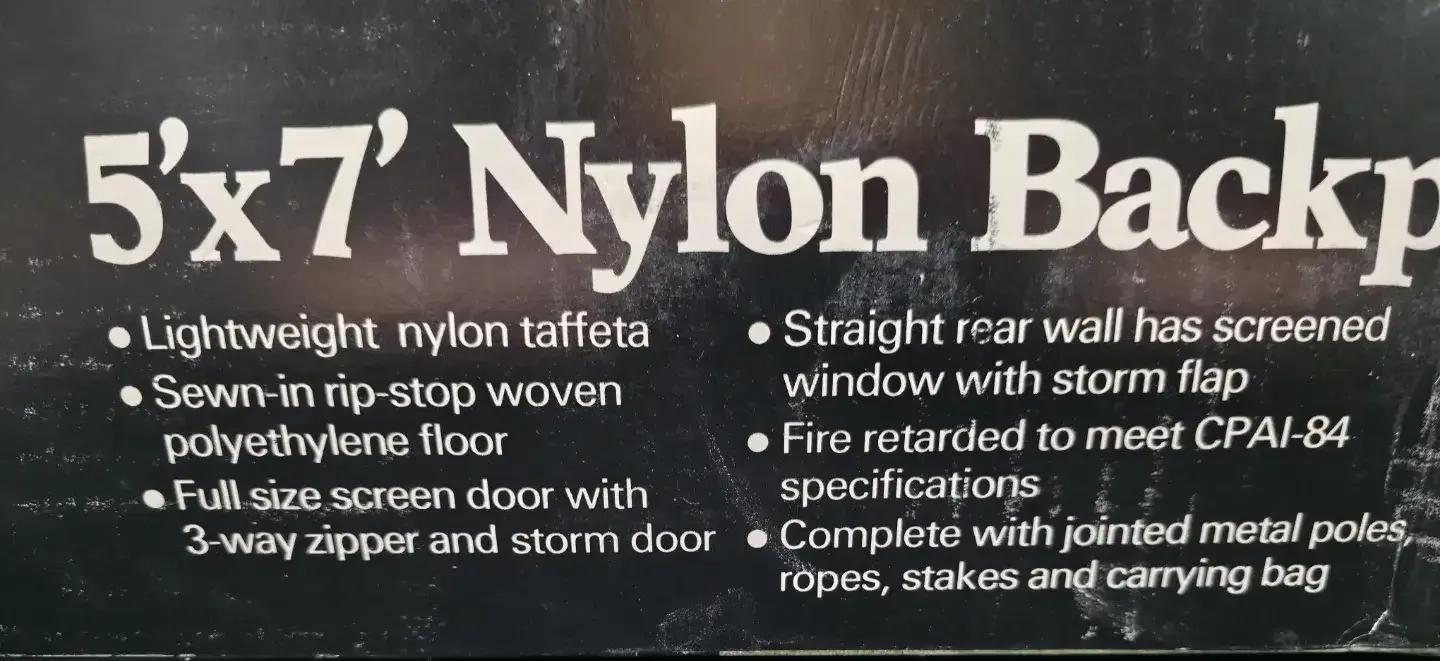 5'x7' Nylon Backp
• Lightweight nylon taffeta
• Sewn-in rip-stop woven
polyethylene floor
• Full size screen door with
3-way zipper and storm door
• Straight rear wall has screened
window with storm flap
• Fire retarded to meet CPAI-84
specifications
• Complete with jointed metal poles,
ropes, stakes and carrying bag